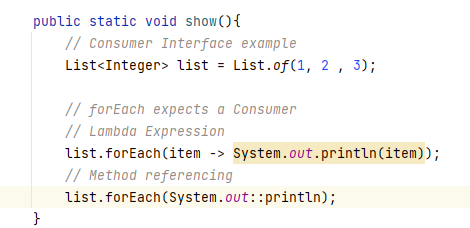 public static void show(){
// Consumer Interface example
List<Integer> list = List.of(1, 2 , 3);
// forEach expects a Consumer
// Lambda Expression
list.forEach(item -> System.out.println(item));
// Method referencing
list.forEach(System.out::println);
}